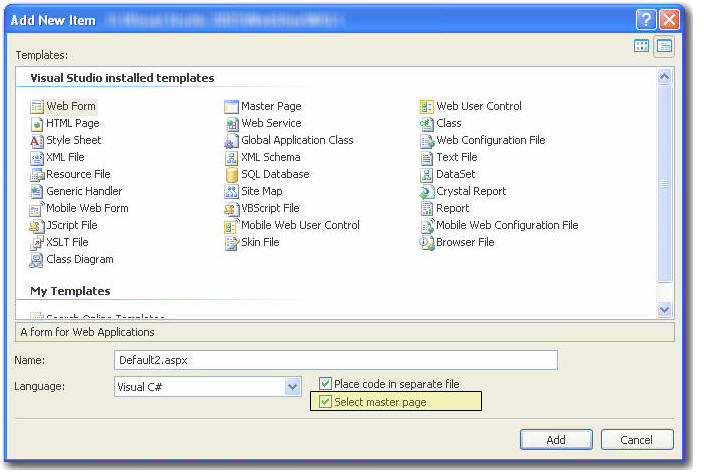 Add New Item
Templates:
Visual Studio installed templates
Web Form Master Page Web User Control
HTML Page Web Service Class
Style Sheet Global Application Class Web Configuration File
XML File XML Schema Text File
Resource File SQL Database DataSet
Generic Handler Site Map Crystal Report
Mobile Web Form VBScript File Report
JScript File Mobile Web User Control Mobile Web Configuration File
XSLT File Skin File Browser File
Class Diagram
My Templates
Search Online Templates
A form for Web Applications
Name: Default2.aspx
Language: Visual C# Place code in separate file
Select master page
Add Cancel